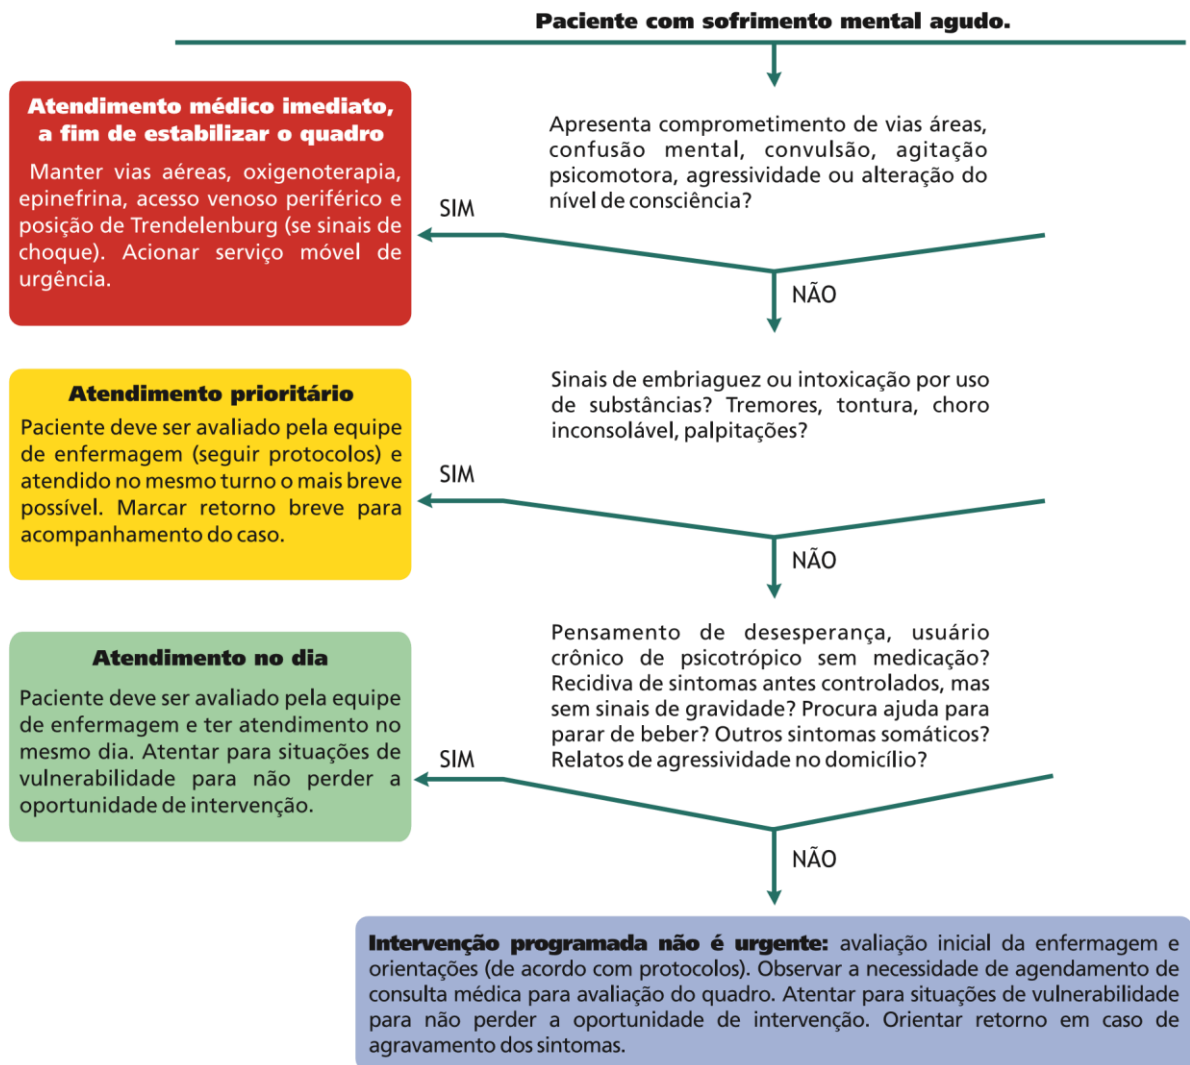 Paciente com sofrimento mental agudo.
Atendimento médico imediato,
a fim de estabilizar o quadro
Manter vias aéreas, oxigenoterapia,
epinefrina, acesso venoso periférico e
posição de Trendelenburg (se sinais de
choque). Acionar serviço móvel de
urgência.
Apresenta comprometimento de vias áreas,
confusão mental, convulsão, agitação
psicomotora, agressividade ou alteração do
nível de consciência?
SIM
NÃO
Atendimento prioritário
Paciente deve ser avaliado pela equipe
de enfermagem (seguir protocolos) e
atendido no mesmo turno o mais breve
possível. Marcar retorno breve para
acompanhamento do caso.
Sinais de embriaguez ou intoxicação por uso
de substâncias? Tremores, tontura, choro
inconsolável, palpitações?
SIM
NÃO
Atendimento no dia
Paciente deve ser avaliado pela equipe
de enfermagem e ter atendimento no
mesmo dia. Atentar para situações de
vulnerabilidade para não perder a
oportunidade de intervenção.
Pensamento de desesperança, usuário
crônico de psicotrópico sem medicação?
Recidiva de sintomas antes controlados, mas
sem sinais de gravidade? Procura ajuda para
parar de beber? Outros sintomas somáticos?
Relatos de agressividade no domicílio?
SIM
NÃO
Intervenção programada não é urgente: avaliação inicial da enfermagem e
orientações (de acordo com protocolos). Observar a necessidade de agendamento de
consulta médica para avaliação do quadro. Atentar para situações de vulnerabilidade
para não perder a oportunidade de intervenção. Orientar retorno em caso de
agravamento dos sintomas.